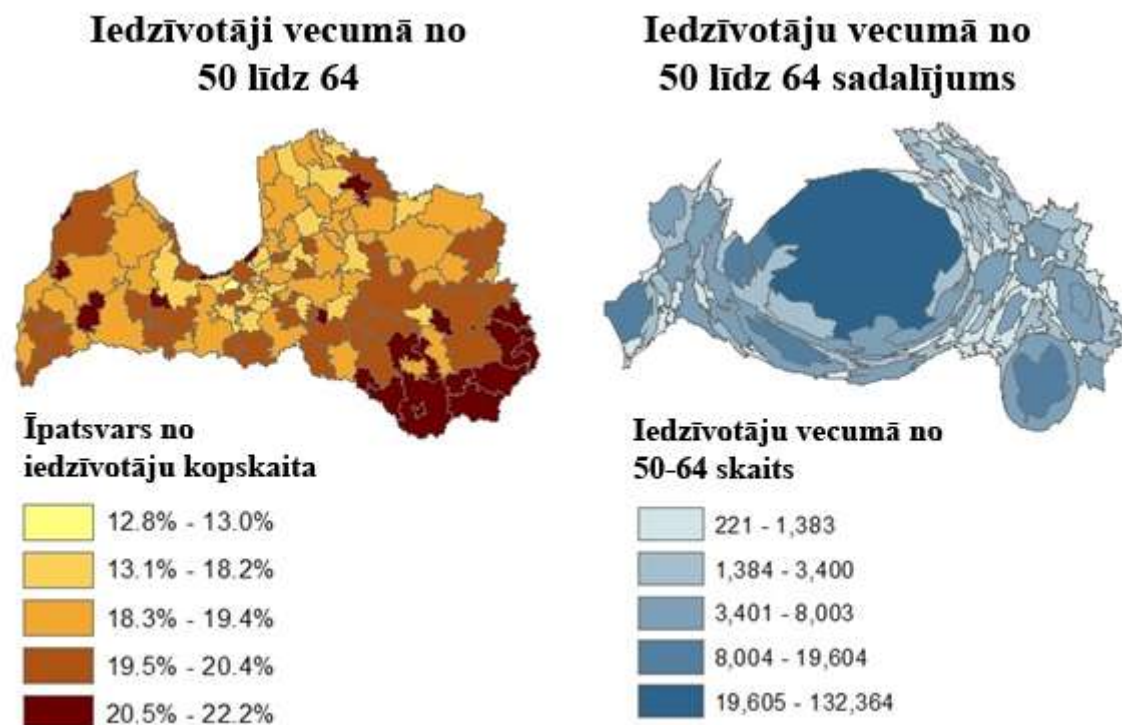 Iedzīvotāji vecumā no
50 līdz 64
Īpatsvars no
iedzīvotāju kopskaita
12.8% - 13.0%
13.1% - 18.2%
18.3% - 19.4%
19.5% - 20.4%
20.5% - 22.2%
Iedzīvotāju vecumā no
50 līdz 64 sadalījums
Iedzīvotāju vecumā no
50-64 skaits
221 - 1,383
1,384 - 3,400
3,401 - 8,003
8,004 - 19,604
19,605 - 132,364